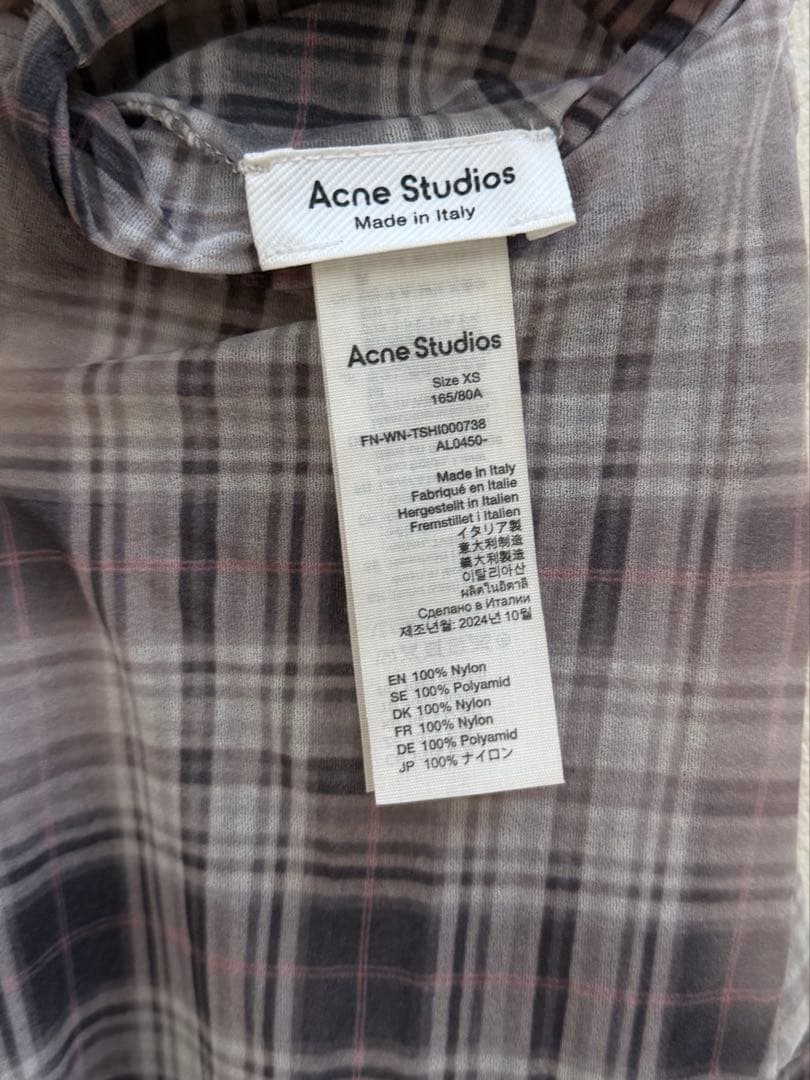 Acne Studios
Made in Italy
Acne Studios
Size XS
165/80A
FN-WN-TSHI000738
AL0450-
Made in Italy
Fabriqué en Italie
Hergestellt in Italien
Fremstillet i Italien
イタリア製
意大利制造
義大利製造
이탈리아산
ผลิตในอิตาลี
Сделано в Италии
제조년월: 2024년 10월
EN 100% Nylon
SE 100% Polyamid
DK 100% Nylon
FR 100% Nylon
DE 100% Polyamid
JP 100% ナイロン